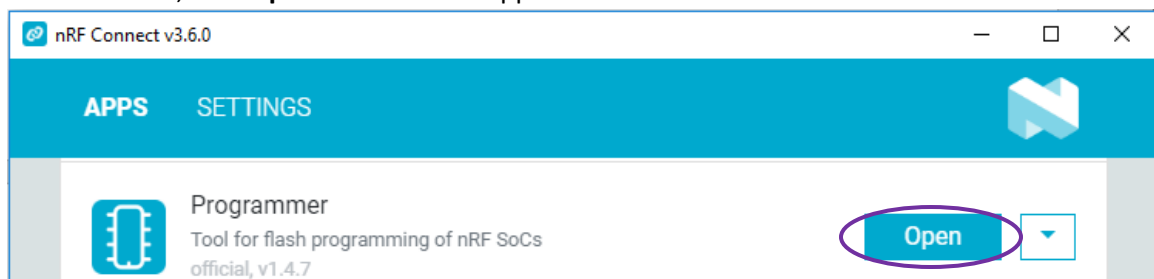 nRF Connect v3.6.0
APPS SETTINGS
Programmer
Tool for flash programming of nRF SoCs
Open
official, v1.4.7